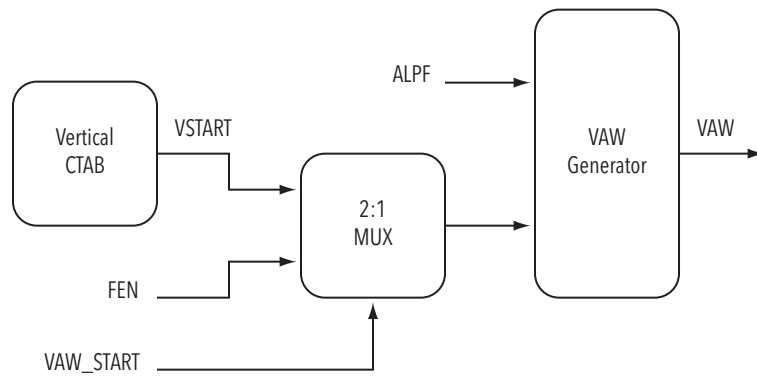 ALPF
Vertical
CTAB
VSTART
VAW
Generator
VAW
2:1
MUX
FEN
VAW_START